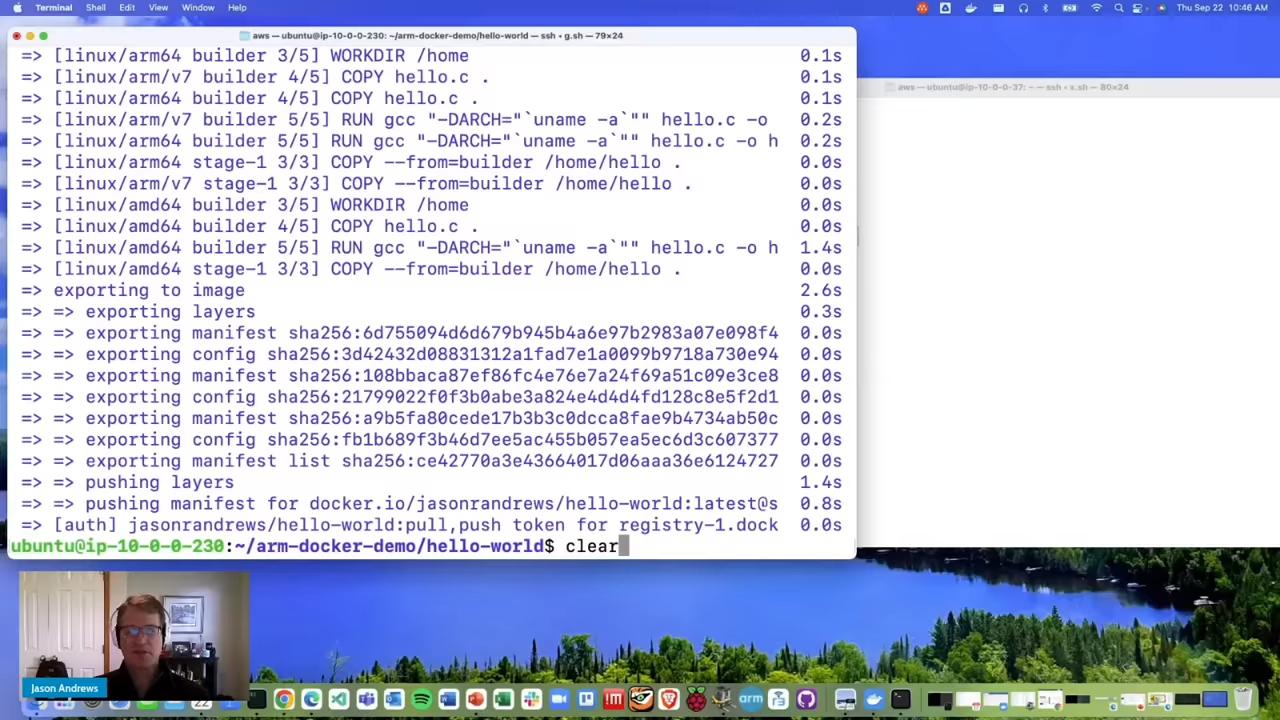 Terminal Shell Edit View Window Help Thu Sep 22 10:46 AM
aws — ubuntu@ip-10-0-0-230: ~/arm-docker-demo/hello-world — ssh ‹ g.sh — 79×24
=> [linux/arm64 builder 3/5] WORKDIR /home 0.1s
=> [linux/arm/v7 builder 4/5] COPY hello.c . 0.1s
=> [linux/arm64 builder 4/5] COPY hello.c . 0.1s
=> [linux/arm/v7 builder 5/5] RUN gcc "-DARCH="`uname -a`"" hello.c -o 0.2s
=> [linux/arm64 builder 5/5] RUN gcc "-DARCH="`uname -a`"" hello.c -o h 0.2s
=> [linux/arm64 stage-1 3/3] COPY --from=builder /home/hello . 0.0s
=> [linux/arm/v7 stage-1 3/3] COPY --from=builder /home/hello . 0.0s
=> [linux/amd64 builder 3/5] WORKDIR /home 0.0s
=> [linux/amd64 builder 4/5] COPY hello.c . 0.0s
=> [linux/amd64 builder 5/5] RUN gcc "-DARCH="`uname -a`"" hello.c -o h 1.4s
=> [linux/amd64 stage-1 3/3] COPY --from=builder /home/hello . 0.0s
=> exporting to image 2.6s
=> => exporting layers 0.3s
=> => exporting manifest sha256:6d755094d6d679b945b4a6e97b2983a07e098f4 0.0s
=> => exporting config sha256:3d42432d08831312a1fad7e1a0099b9718a730e94 0.0s
=> => exporting manifest sha256:108bbaca87ef86fc4e76e7a24f69a51c09e3ce8 0.0s
=> => exporting config sha256:21799022f0f3b0abe3a824e4d4d4fd128c8e5f2d1 0.0s
=> => exporting manifest sha256:a9b5fa80cede17b3b3c0dcca8fae9b4734ab50c 0.0s
=> => exporting config sha256:fb1b689f3b46d7ee5ac455b057ea5ec6d3c607377 0.0s
=> => exporting manifest list sha256:ce42770a3e43664017d06aaa36e6124727 0.0s
=> => pushing layers 1.4s
=> => pushing manifest for docker.io/jasonrandrews/hello-world:latest@s 0.8s
=> [auth] jasonrandrews/hello-world:pull,push token for registry-1.dock 0.0s
ubuntu@ip-10-0-0-230:~/arm-docker-demo/hello-world$ clear
aws — ubuntu@ip-10-0-0-37: ~ — ssh ‹ x.sh — 80×24
Jason Andrews
arm